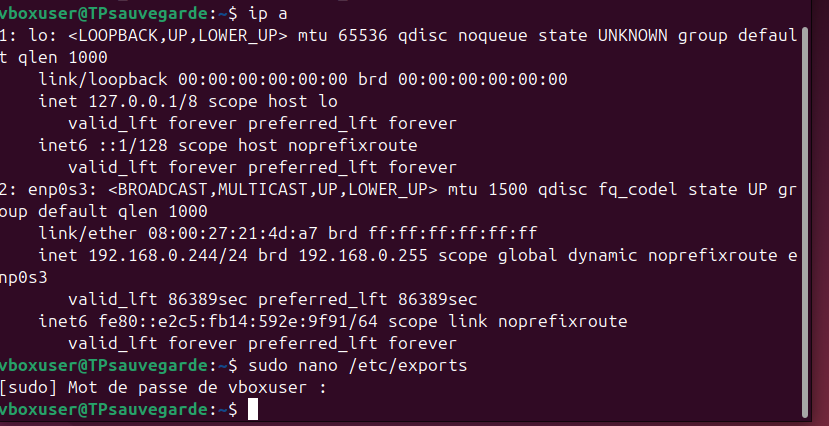 vboxuser@TPsauvegarde:~$ ip a
1: lo: <LOOPBACK,UP,LOWER_UP> mtu 65536 qdisc noqueue state UNKNOWN group defaul
t qlen 1000
    link/loopback 00:00:00:00:00:00 brd 00:00:00:00:00:00
    inet 127.0.0.1/8 scope host lo
       valid_lft forever preferred_lft forever
    inet6 ::1/128 scope host noprefixroute
       valid_lft forever preferred_lft forever
2: enp0s3: <BROADCAST,MULTICAST,UP,LOWER_UP> mtu 1500 qdisc fq_codel state UP gr
oup default qlen 1000
    link/ether 08:00:27:21:4d:a7 brd ff:ff:ff:ff:ff:ff
    inet 192.168.0.244/24 brd 192.168.0.255 scope global dynamic noprefixroute e
np0s3
       valid_lft 86389sec preferred_lft 86389sec
    inet6 fe80::e2c5:fb14:592e:9f91/64 scope link noprefixroute
       valid_lft forever preferred_lft forever
vboxuser@TPsauvegarde:~$ sudo nano /etc/exports
[sudo] Mot de passe de vboxuser :
vboxuser@TPsauvegarde:~$